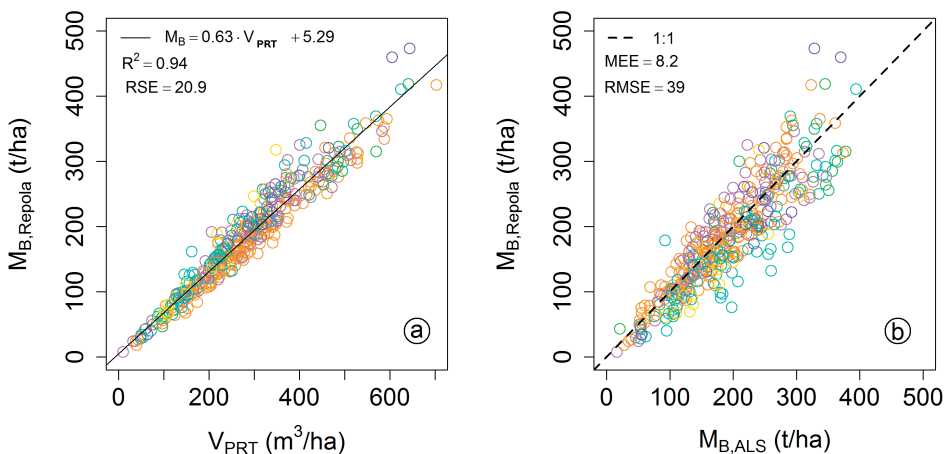 M_B = 0.63 · V_PRT + 5.29
R² = 0.94
RSE = 20.9
M_B,Repola (t/ha)
0 100 200 300 400 500
a
0 200 400 600
V_PRT (m³/ha)
1:1
MEE = 8.2
RMSE = 39
M_B,Repola (t/ha)
0 100 200 300 400 500
b
0 100 200 300 400 500
M_B,ALS (t/ha)